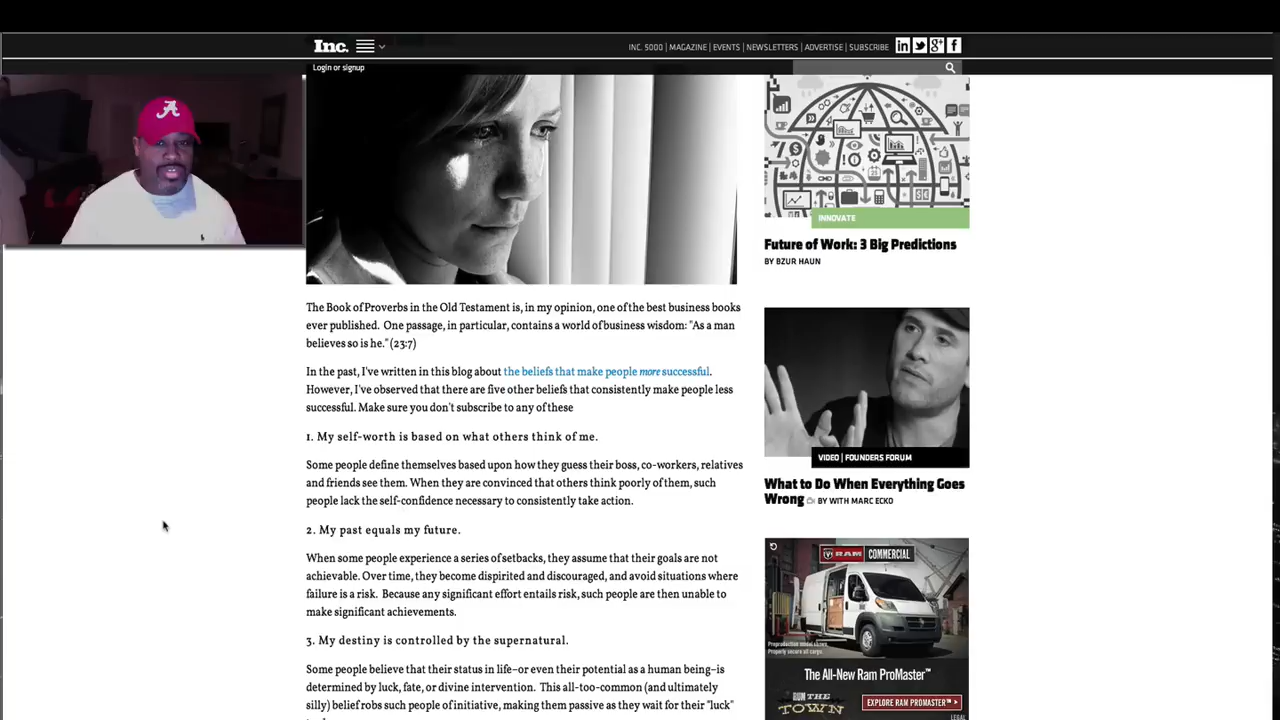 Inc.
INC. 5000 | MAGAZINE | EVENTS | NEWSLETTERS | ADVERTISE | SUBSCRIBE
Login or signup
A
The Book of Proverbs in the Old Testament is, in my opinion, one of the best business books
ever published. One passage, in particular, contains a world of business wisdom: "As a man
believes so is he." (23:7)
In the past, I've written in this blog about the beliefs that make people more successful.
However, I've observed that there are five other beliefs that consistently make people less
successful. Make sure you don't subscribe to any of these
1. My self-worth is based on what others think of me.
Some people define themselves based upon how they guess their boss, co-workers, relatives
and friends see them. When they are convinced that others think poorly of them, such
people lack the self-confidence necessary to consistently take action.
2. My past equals my future.
When some people experience a series of setbacks, they assume that their goals are not
achievable. Over time, they become dispirited and discouraged, and avoid situations where
failure is a risk. Because any significant effort entails risk, such people are then unable to
make significant achievements.
3. My destiny is controlled by the supernatural.
Some people believe that their status in life–or even their potential as a human being–is
determined by luck, fate, or divine intervention. This all-too-common (and ultimately
silly) belief robs such people of initiative, making them passive as they wait for their "luck"
INNOVATE
Future of Work: 3 Big Predictions
BY BZUR HAUN
VIDEO | FOUNDERS FORUM
What to Do When Everything Goes
Wrong BY WITH MARC ECKO
RAM COMMERCIAL
Preproduction model shown.
Properly secure all cargo.
The All-New Ram ProMaster™
RUN THE
TOWN
EXPLORE RAM PROMASTER™ >
LEGAL